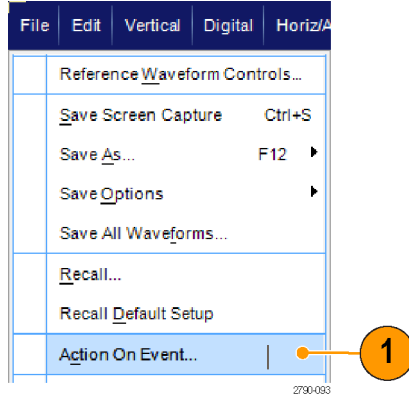 File Edit Vertical Digital Horiz/A
Reference Waveform Controls...
Save Screen Capture Ctrl+S
Save As... F12
Save Options
Save All Waveforms...
Recall...
Recall Default Setup
Action On Event...
1
2790-093